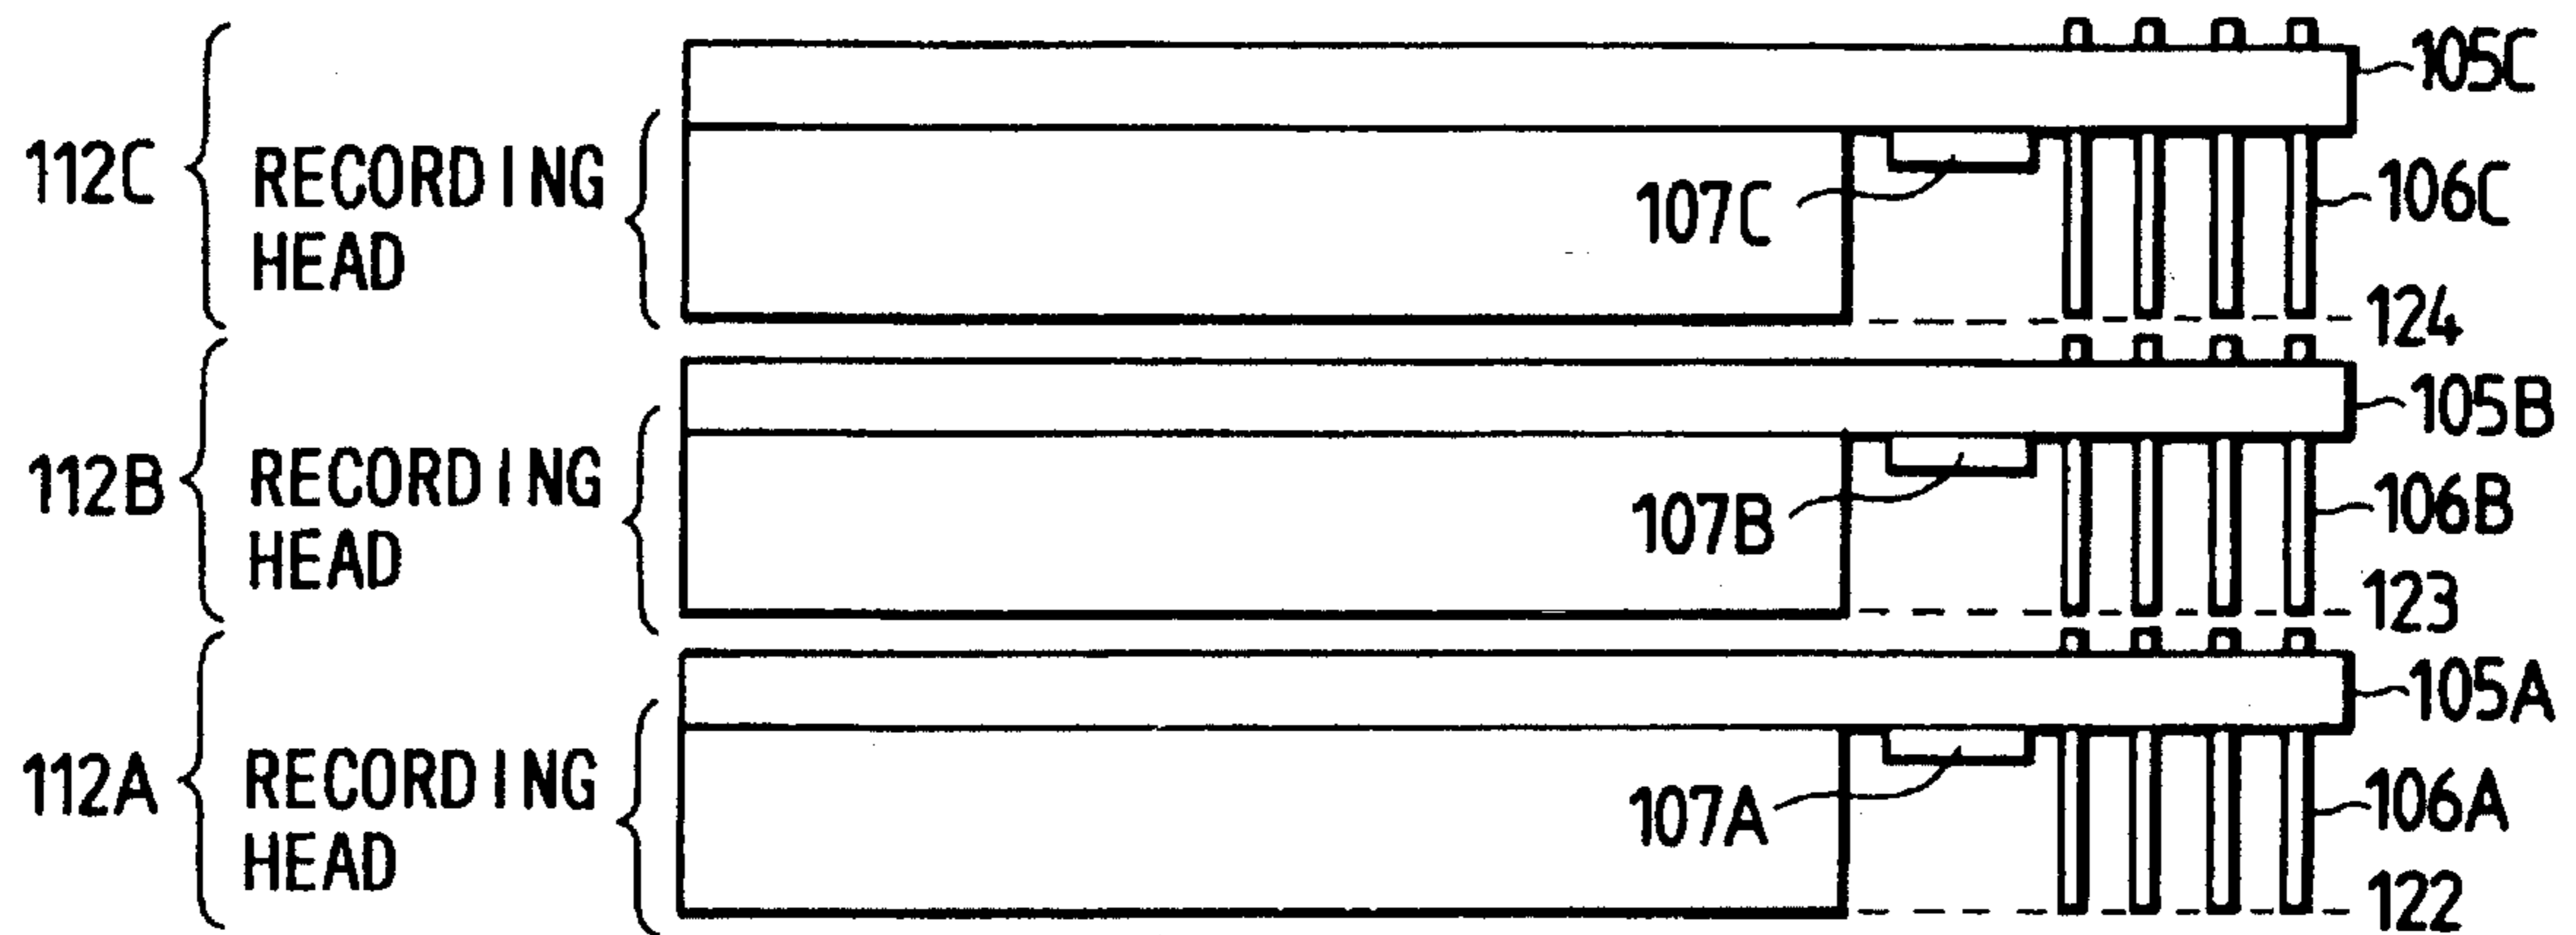 105C
112C
RECORDING
HEAD
107C
106C
124
105B
112B
RECORDING
HEAD
107B
106B
123
105A
112A
RECORDING
HEAD
107A
106A
122